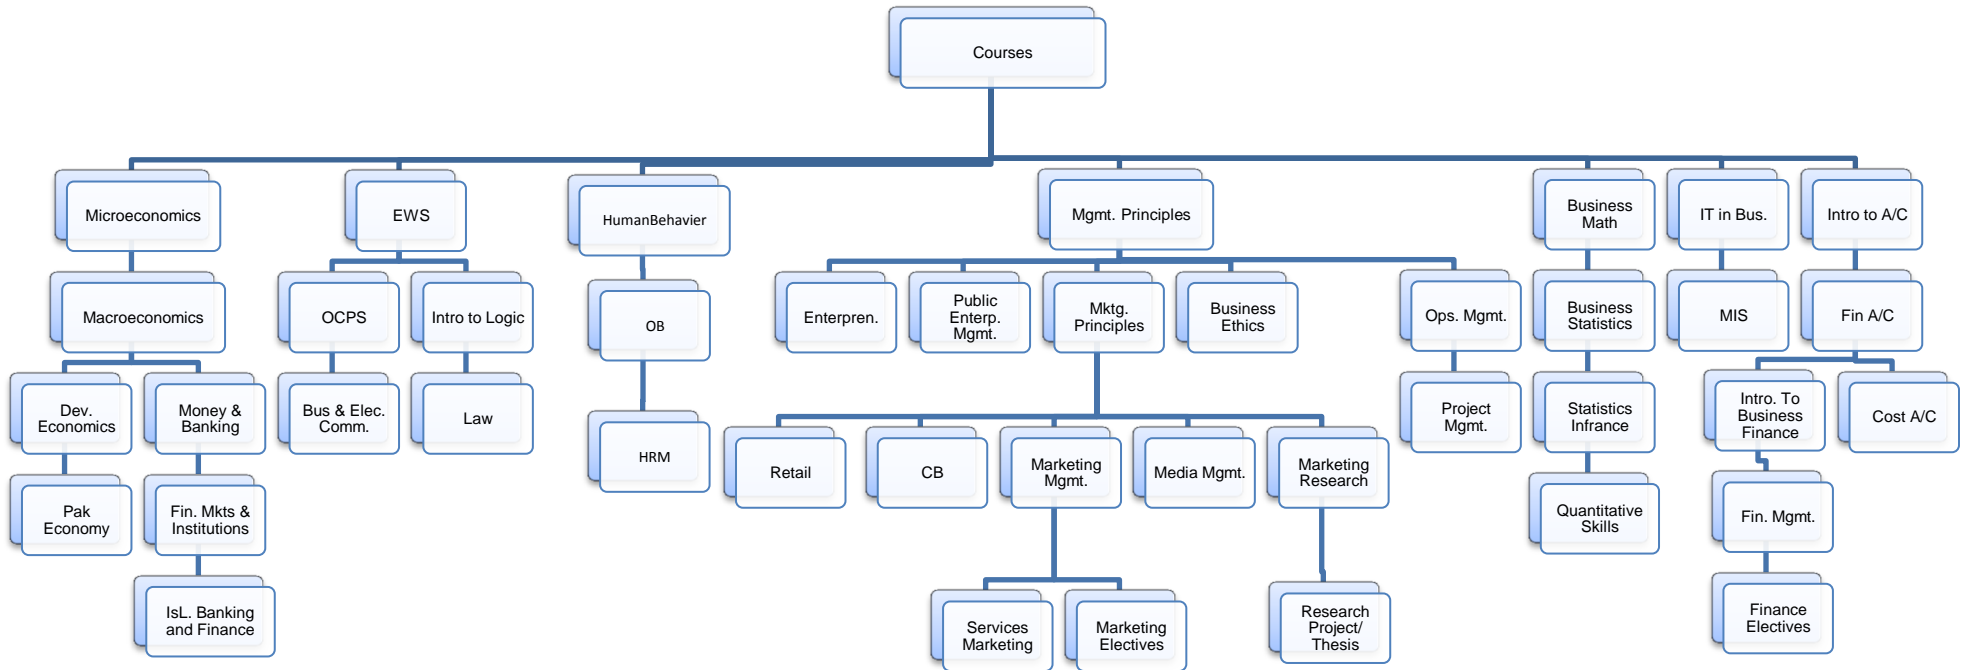 Courses
Microeconomics
EWS
HumanBehavier
Mgmt. Principles
Business
Math
IT in Bus.
Intro to A/C
Macroeconomics
OCPS
Intro to Logic
OB
Enterpren.
Public
Enterp.
Mgmt.
Mktg.
Principles
Business
Ethics
Ops. Mgmt.
Business
Statistics
MIS
Fin A/C
Dev.
Economics
Money &
Banking
Bus & Elec.
Comm.
Law
HRM
Retail
CB
Marketing
Mgmt.
Media Mgmt.
Marketing
Research
Project
Mgmt.
Statistics
Infrance
Intro. To
Business
Finance
Cost A/C
Pak
Economy
Fin. Mkts &
Institutions
Quantitative
Skills
Fin. Mgmt.
IsL. Banking
and Finance
Services
Marketing
Marketing
Electives
Research
Project/
Thesis
Finance
Electives